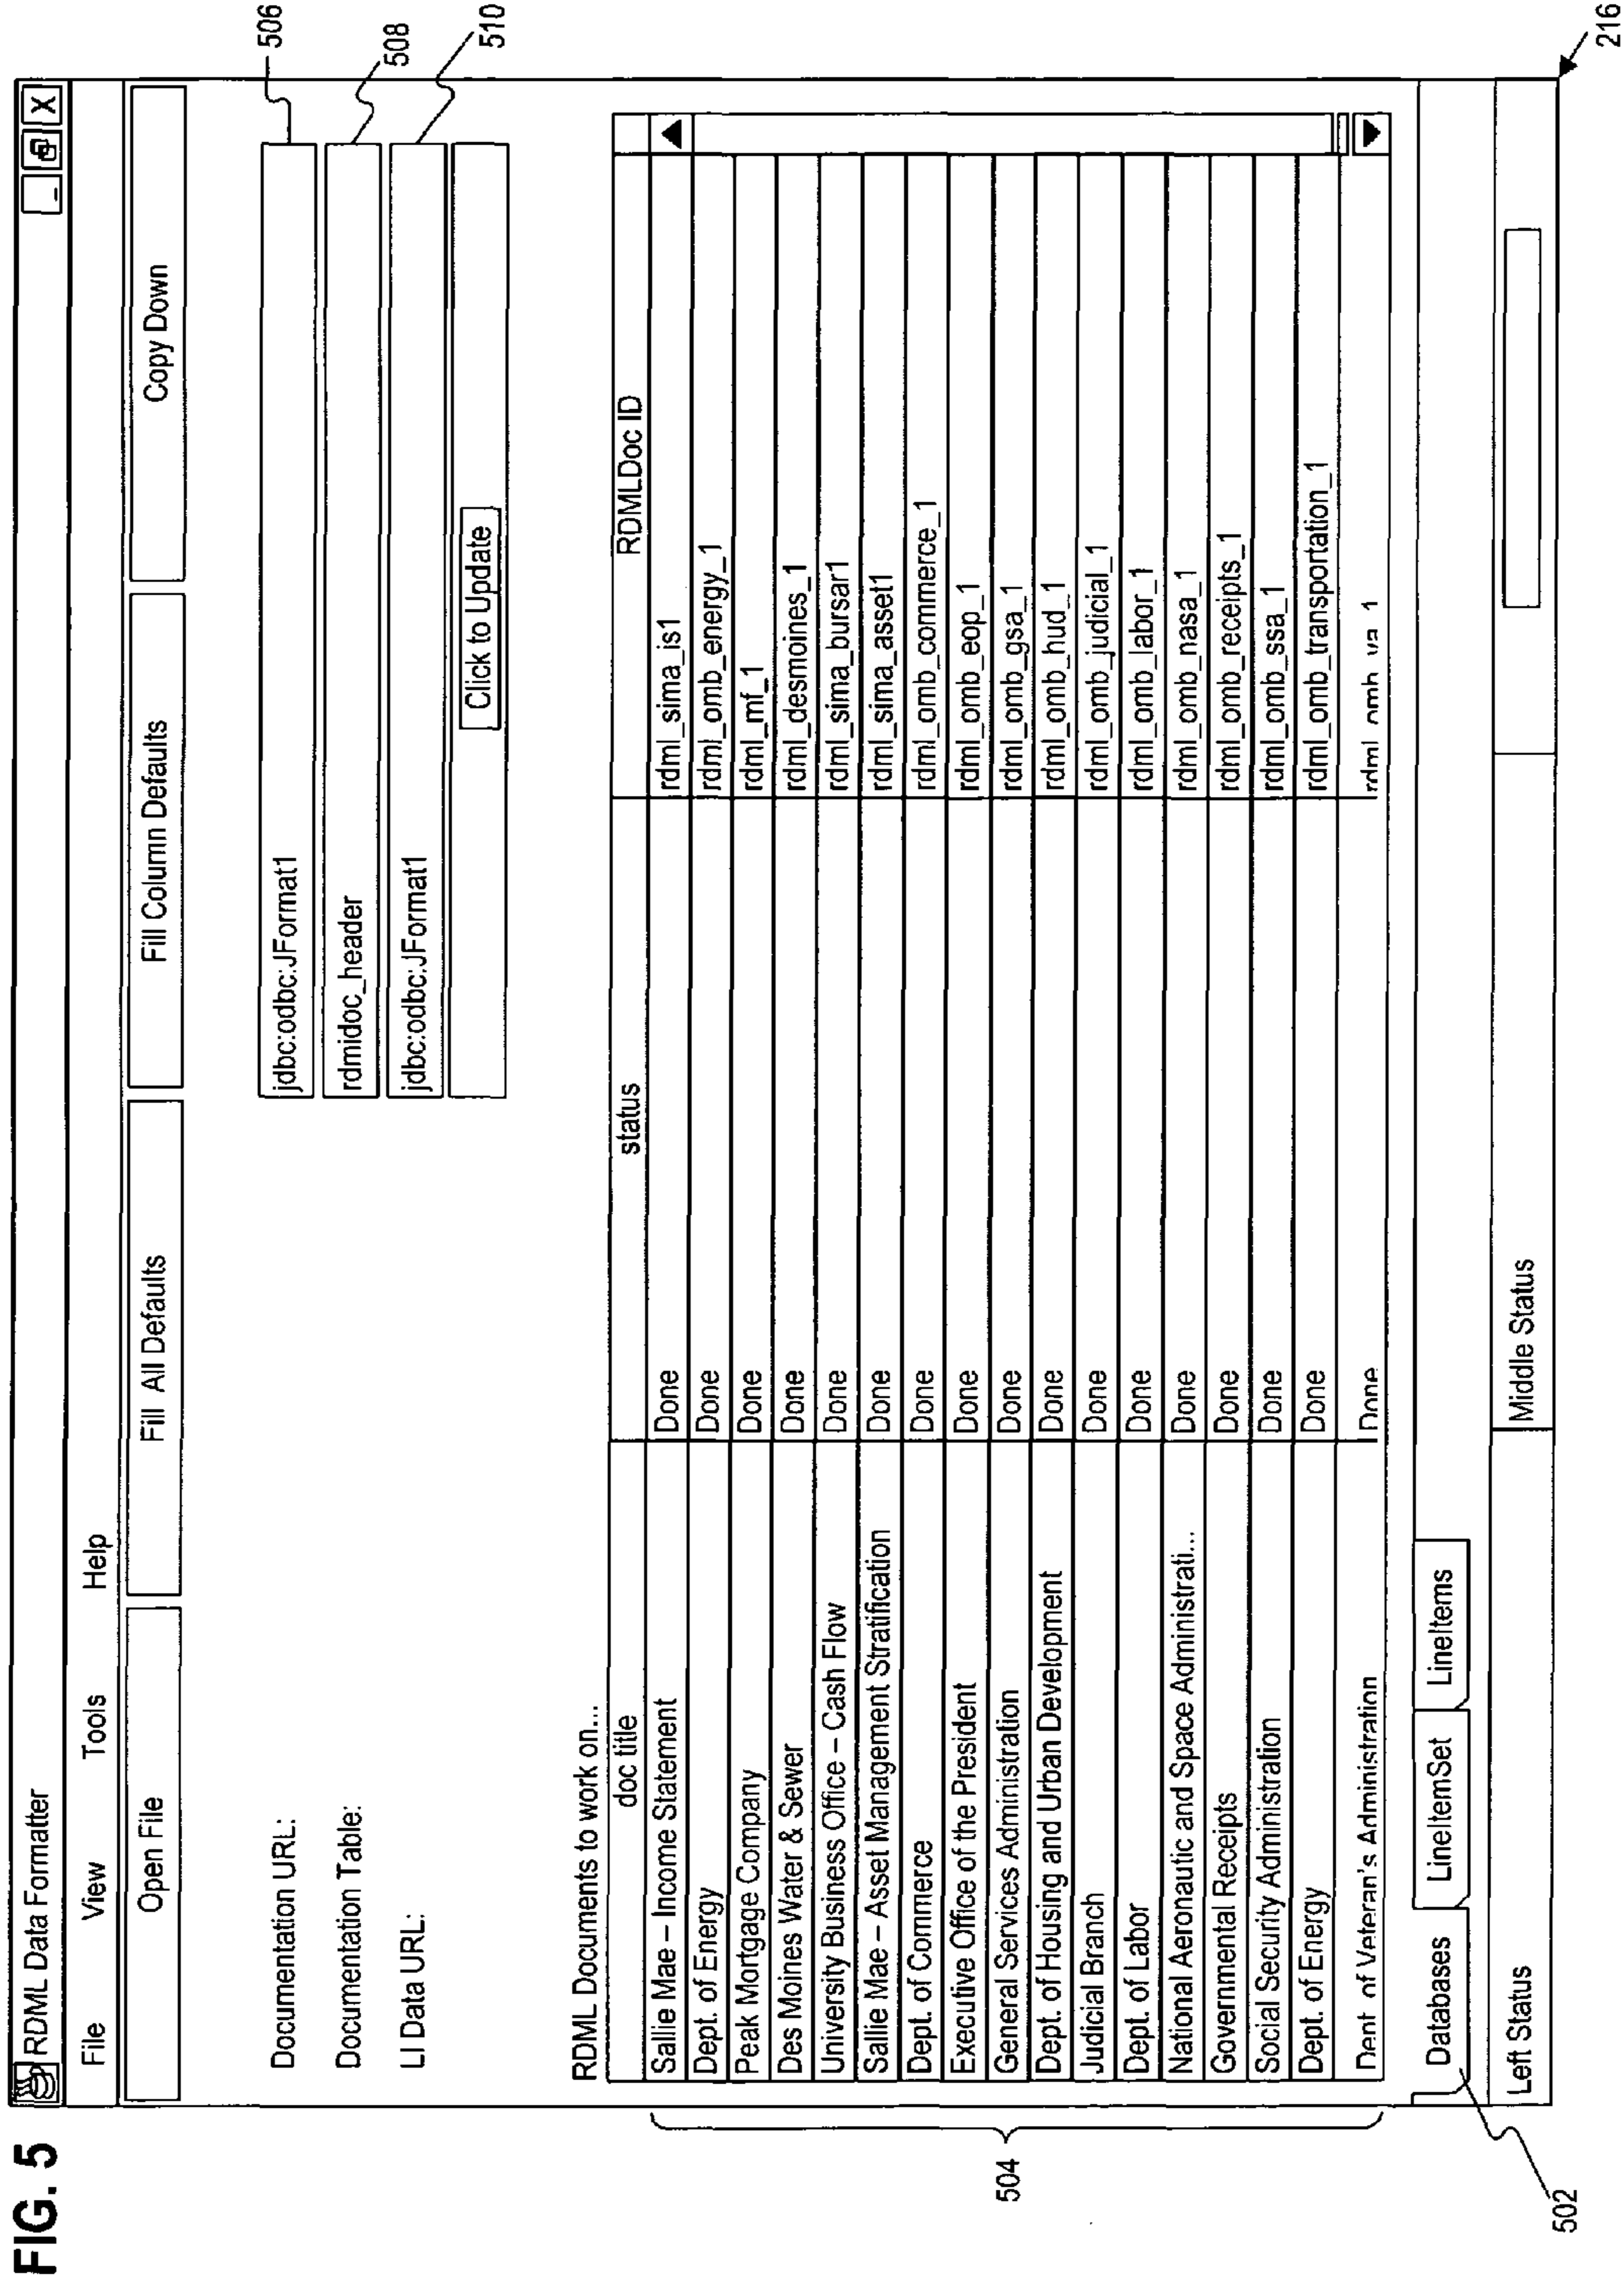 FIG. 5
RDML Data Formatter _ X
File View Tools Help
Open File Fill All Defaults Fill Column Defaults Copy Down
Documentation URL: jdbc:odbc:JFormat1 506
Documentation Table: rdmidoc_header 508
LI Data URL: jdbc:odbc:JFormat1 510
Click to Update
RDML Documents to work on...
doc title status RDMLDoc ID
Sallie Mae – Income Statement Done rdml_sima_is1
Dept. of Energy Done rdml_omb_energy_1
Peak Mortgage Company Done rdml_mf_1
Des Moines Water & Sewer Done rdml_desmoines_1
University Business Office – Cash Flow Done rdml_sima_bursar1
Sallie Mae – Asset Management Stratification Done rdml_sima_asset1
Dept. of Commerce Done rdml_omb_commerce_1
Executive Office of the President Done rdml_omb_eop_1
General Services Administration Done rdml_omb_gsa_1
Dept. of Housing and Urban Development Done rdml_omb_hud_1
Judicial Branch Done rdml_omb_judicial_1
Dept. of Labor Done rdml_omb_labor_1
National Aeronautic and Space Administrati... Done rdml_omb_nasa_1
Governmental Receipts Done rdml_omb_receipts_1
Social Security Administration Done rdml_omb_ssa_1
Dept. of Energy Done rdml_omb_transportation_1
Dept. of Veteran's Administration Done rdml_omb_va_1
504
Databases LineItemSet LineItems
502
Left Status Middle Status
216